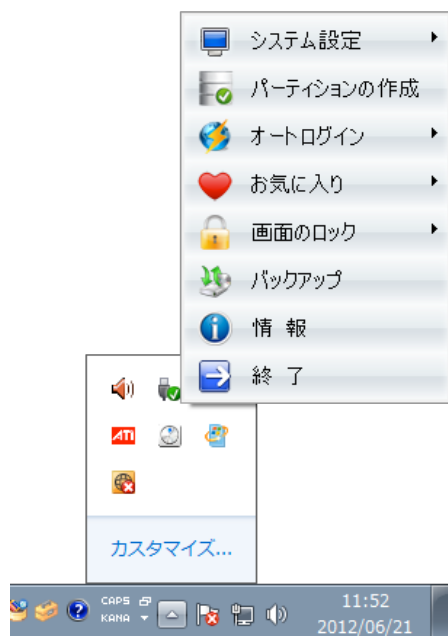 システム設定
パーティションの作成
オートログイン
お気に入り
画面のロック
バックアップ
情 報
終 了
ATI
カスタマイズ...
CAPS
KANA
11:52
2012/06/21